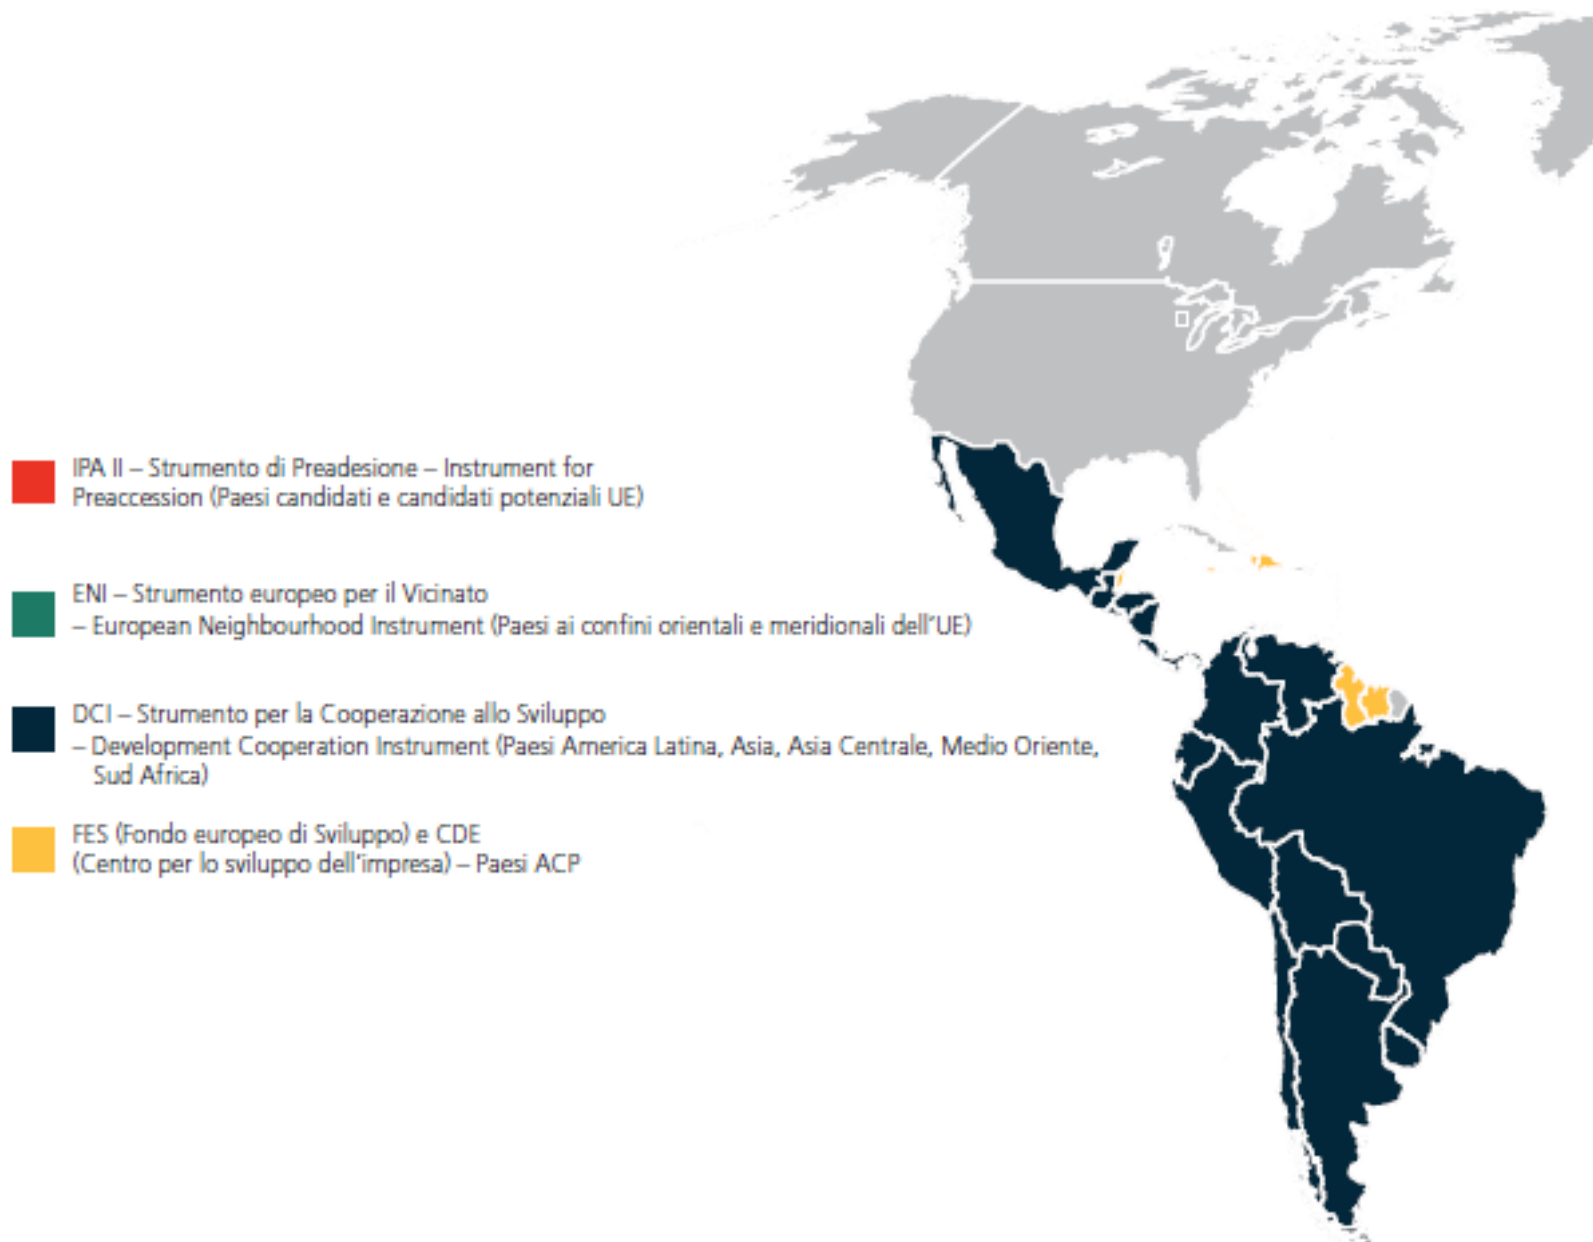 IPA II – Strumento di Preadesione – Instrument for
Preaccession (Paesi candidati e candidati potenziali UE)
ENI – Strumento europeo per il Vicinato
– European Neighbourhood Instrument (Paesi ai confini orientali e meridionali dell'UE)
DCI – Strumento per la Cooperazione allo Sviluppo
– Development Cooperation Instrument (Paesi America Latina, Asia, Asia Centrale, Medio Oriente,
Sud Africa)
FES (Fondo europeo di Sviluppo) e CDE
(Centro per lo sviluppo dell'impresa) – Paesi ACP